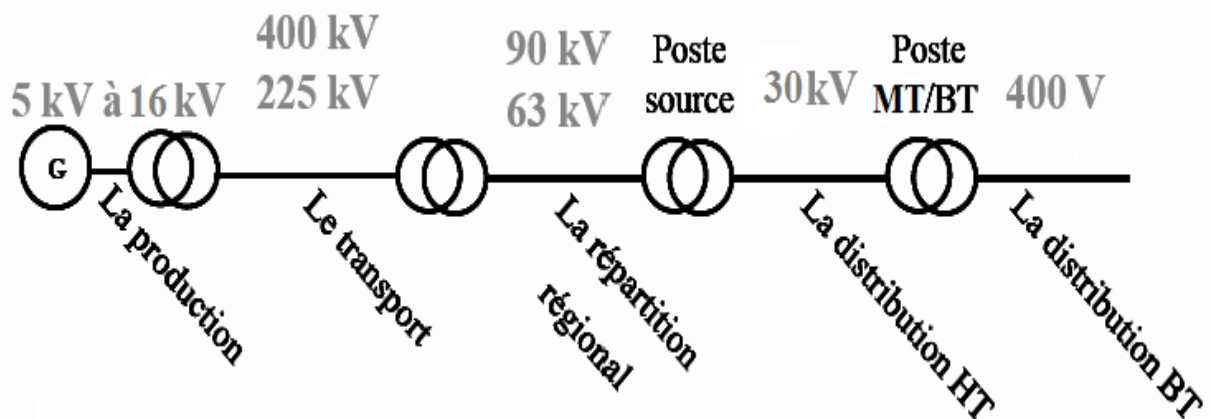 400 kV
225 kV
90 kV
63 kV
Poste
source
30kV
Poste
MT/BT
400 V
5 kV à 16 kV
G
La production
Le transport
La répartition
régional
La distribution HT
La distribution BT